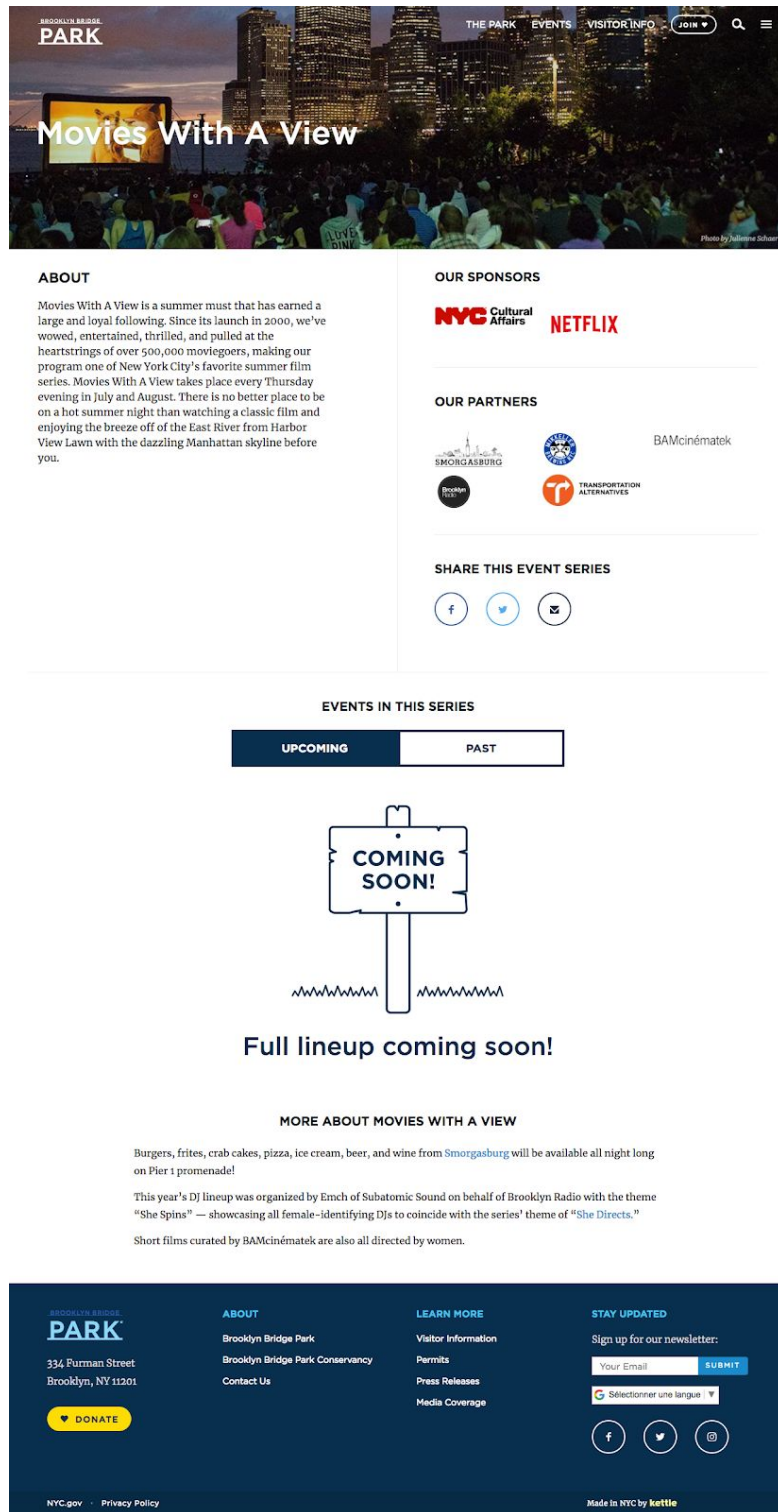 BROOKLYN BRIDGE
PARK
THE PARK EVENTS VISITOR INFO JOIN
Movies With A View
LOVE
PINK
Photo by Julienne Schaer
ABOUT
Movies With A View is a summer must that has earned a
large and loyal following. Since its launch in 2000, we've
wowed, entertained, thrilled, and pulled at the
heartstrings of over 500,000 moviegoers, making our
program one of New York City's favorite summer film
series. Movies With A View takes place every Thursday
evening in July and August. There is no better place to be
on a hot summer night than watching a classic film and
enjoying the breeze off of the East River from Harbor
View Lawn with the dazzling Manhattan skyline before
you.
OUR SPONSORS
NYC Cultural
Affairs
NETFLIX
OUR PARTNERS
SMORGASBURG
BAMcinématek
Brooklyn
Radio
TRANSPORTATION
ALTERNATIVES
SHARE THIS EVENT SERIES
EVENTS IN THIS SERIES
UPCOMING PAST
COMING
SOON!
Full lineup coming soon!
MORE ABOUT MOVIES WITH A VIEW
Burgers, frites, crab cakes, pizza, ice cream, beer, and wine from Smorgasburg will be available all night long
on Pier 1 promenade!
This year's DJ lineup was organized by Emch of Subatomic Sound on behalf of Brooklyn Radio with the theme
“She Spins” — showcasing all female-identifying DJs to coincide with the series' theme of “She Directs.”
Short films curated by BAMcinématek are also all directed by women.
BROOKLYN BRIDGE
PARK
334 Furman Street
Brooklyn, NY 11201
DONATE
ABOUT
Brooklyn Bridge Park
Brooklyn Bridge Park Conservancy
Contact Us
LEARN MORE
Visitor Information
Permits
Press Releases
Media Coverage
STAY UPDATED
Sign up for our newsletter:
Your Email SUBMIT
G Sélectionner une langue ▼
NYC.gov · Privacy Policy
Made in NYC by kettle